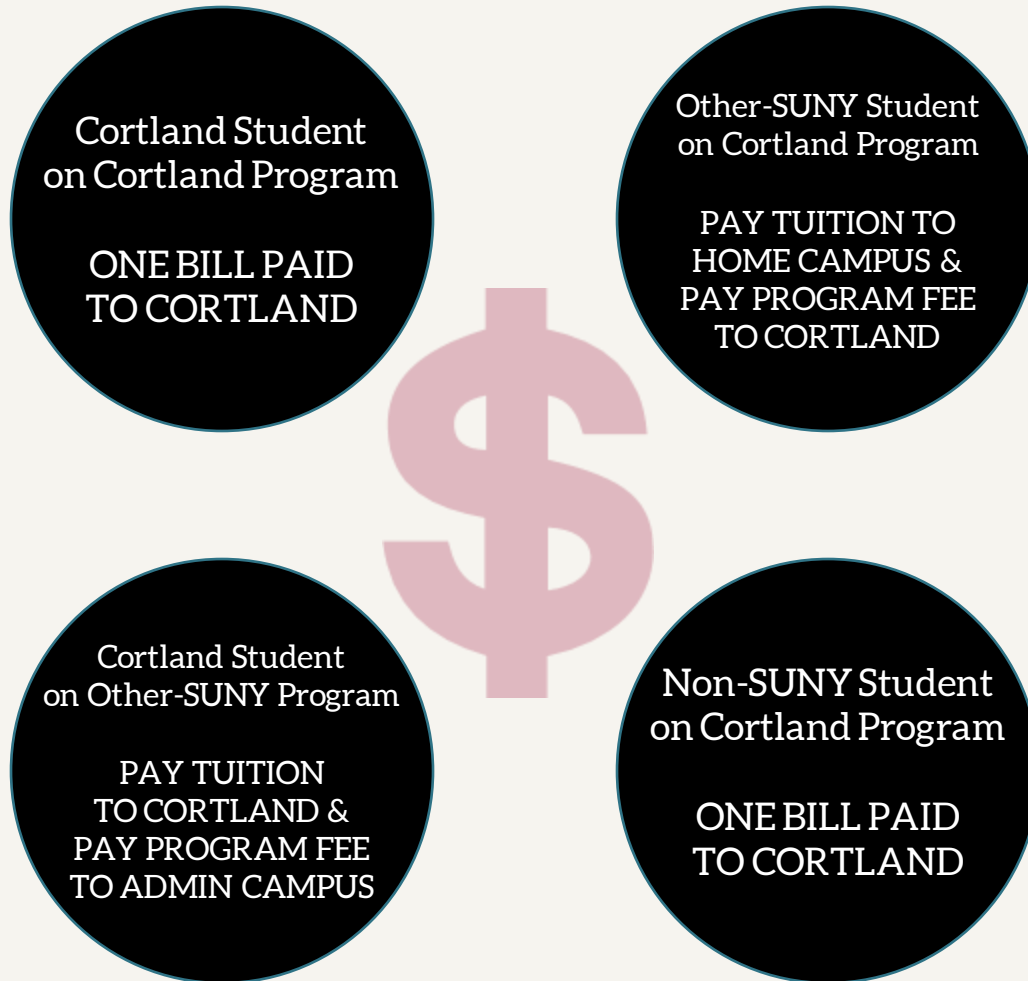 Cortland Student
on Cortland Program
ONE BILL PAID
TO CORTLAND
Other-SUNY Student
on Cortland Program
PAY TUITION TO
HOME CAMPUS &
PAY PROGRAM FEE
TO CORTLAND
$
Cortland Student
on Other-SUNY Program
PAY TUITION
TO CORTLAND &
PAY PROGRAM FEE
TO ADMIN CAMPUS
Non-SUNY Student
on Cortland Program
ONE BILL PAID
TO CORTLAND